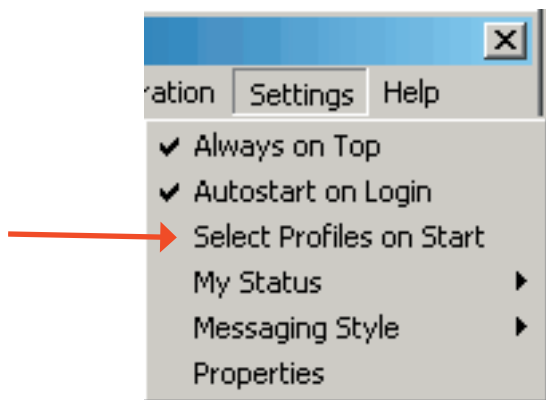 ration Settings Help
Always on Top
Autostart on Login
Select Profiles on Start
My Status
Messaging Style
Properties